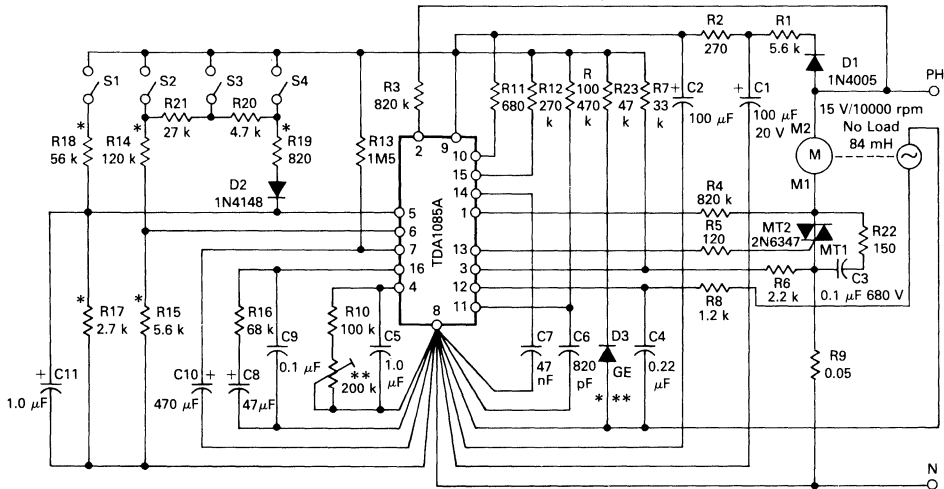 S1
S2
S3
S4
R3
820 k
R2
270
R1
5.6 k
D1
1N4005
PH
R21
27 k
R20
4.7 k
R18
56 k
R14
120 k
R19
820
R13
1M5
D2
1N4148
R11
680
R12
270
k
R
100
470
k
R23
47
k
R7
33
k
C2
100 µF
C1
100 µF
20 V
15 V/10000 rpm
No Load
84 mH
M2
M
M1
TDA1085A
2
9
10
15
14
1
13
3
12
11
5
6
7
16
4
8
R4
820 k
R5
120
MT2
2N6347
MT1
R22
150
C3
0.1 µF 680 V
R6
2.2 k
R8
1.2 k
R9
0.05
R17
2.7 k
R15
5.6 k
R16
68 k
C9
0.1 µF
R10
100 k
C5
1.0
µF
**
200 k
C11
1.0 µF
C10
470 µF
C8
47µF
C7
47
nF
C6
820
pF
D3
GE
* **
C4
0.22
µF
N